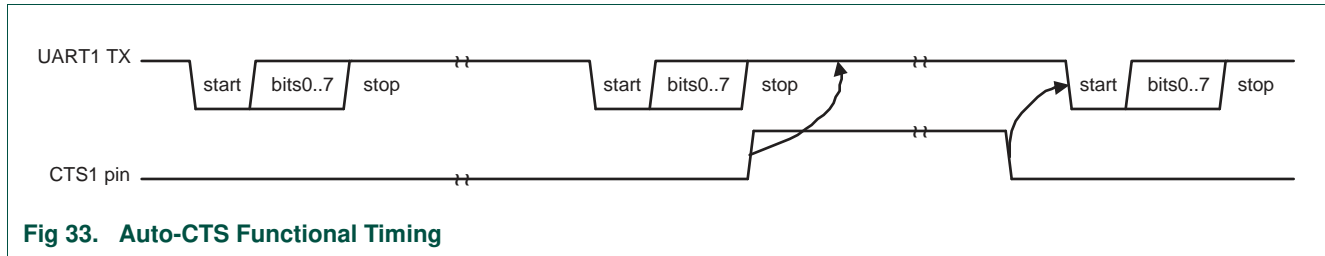 UART1 TX
start bits0..7 stop start bits0..7 stop start bits0..7 stop
CTS1 pin
Fig 33. Auto-CTS Functional Timing